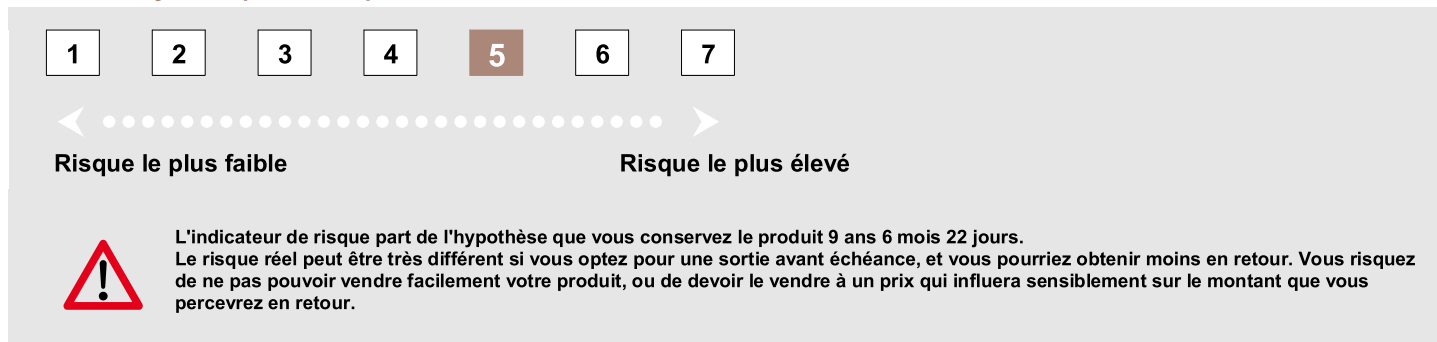 1 2 3 4 5 6 7
Risque le plus faible Risque le plus élevé
L'indicateur de risque part de l'hypothèse que vous conservez le produit 9 ans 6 mois 22 jours.
Le risque réel peut être très différent si vous optez pour une sortie avant échéance, et vous pourriez obtenir moins en retour. Vous risquez
de ne pas pouvoir vendre facilement votre produit, ou de devoir le vendre à un prix qui influera sensiblement sur le montant que vous
percevrez en retour.